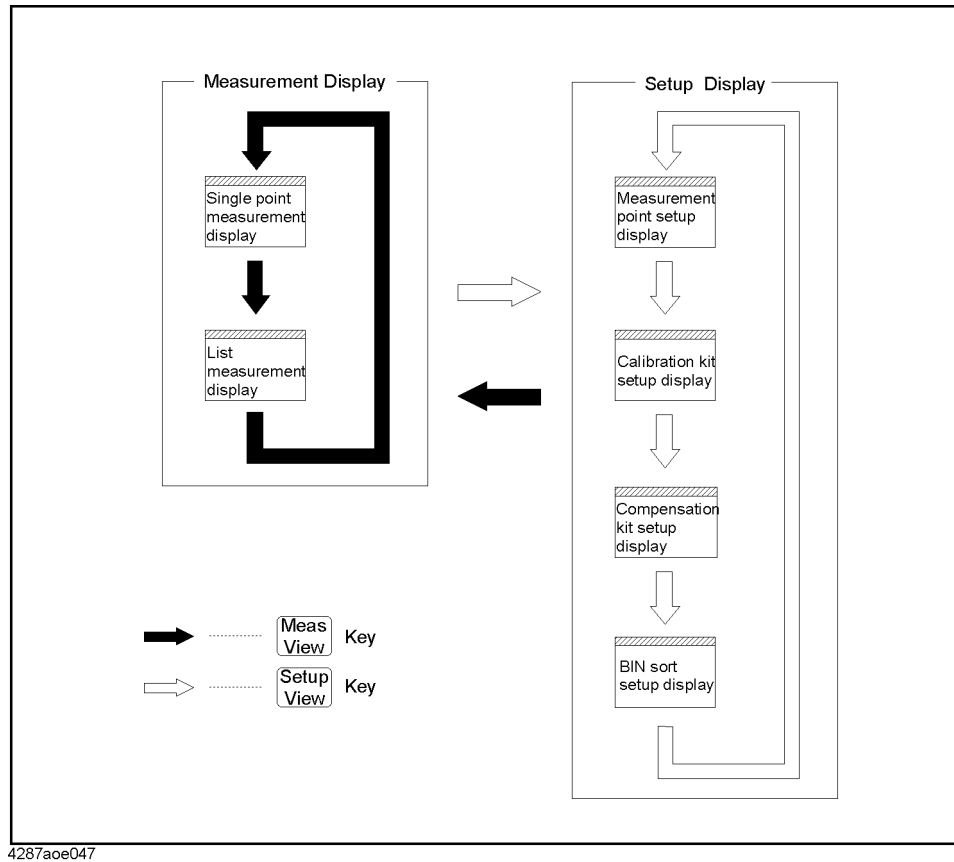 Measurement Display
Single point
measurement
display
List
measurement
display
Setup Display
Measurement
point setup
display
Calibration kit
setup display
Compensation
kit setup
display
BIN sort
setup display
Meas
View
Key
Setup
View
Key
4287aoe047